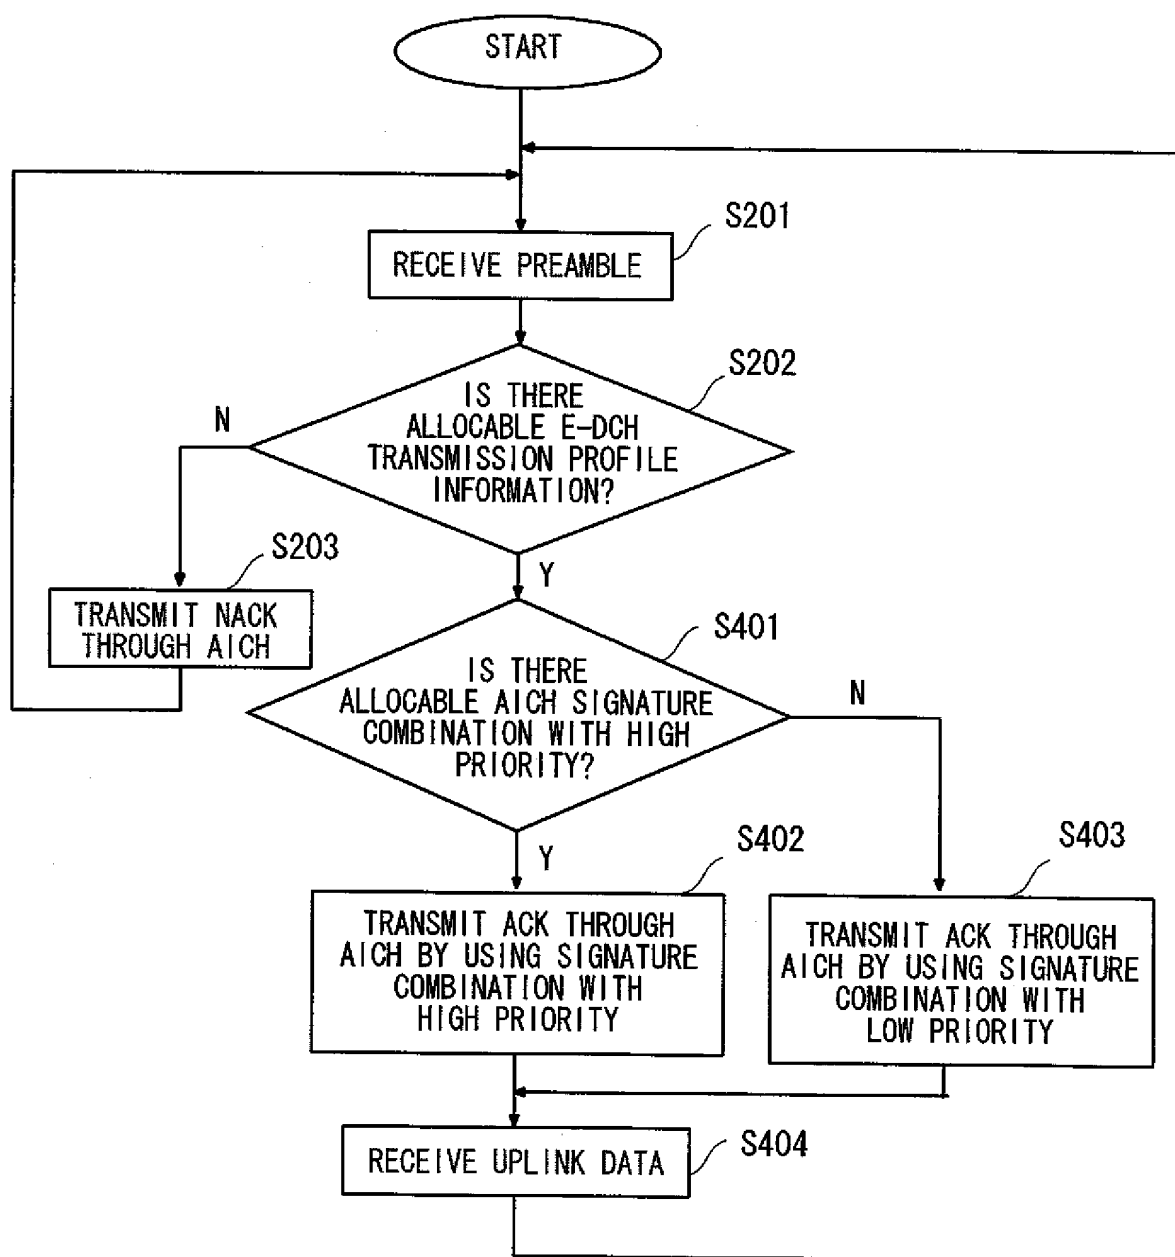 START
S201
RECEIVE PREAMBLE
S202
IS THERE
ALLOCABLE E-DCH
TRANSMISSION PROFILE
INFORMATION?
N
Y
S203
TRANSMIT NACK
THROUGH AICH
S401
IS THERE
ALLOCABLE AICH SIGNATURE
COMBINATION WITH HIGH
PRIORITY?
N
Y
S402
TRANSMIT ACK THROUGH
AICH BY USING SIGNATURE
COMBINATION WITH
HIGH PRIORITY
S403
TRANSMIT ACK THROUGH
AICH BY USING SIGNATURE
COMBINATION WITH
LOW PRIORITY
S404
RECEIVE UPLINK DATA